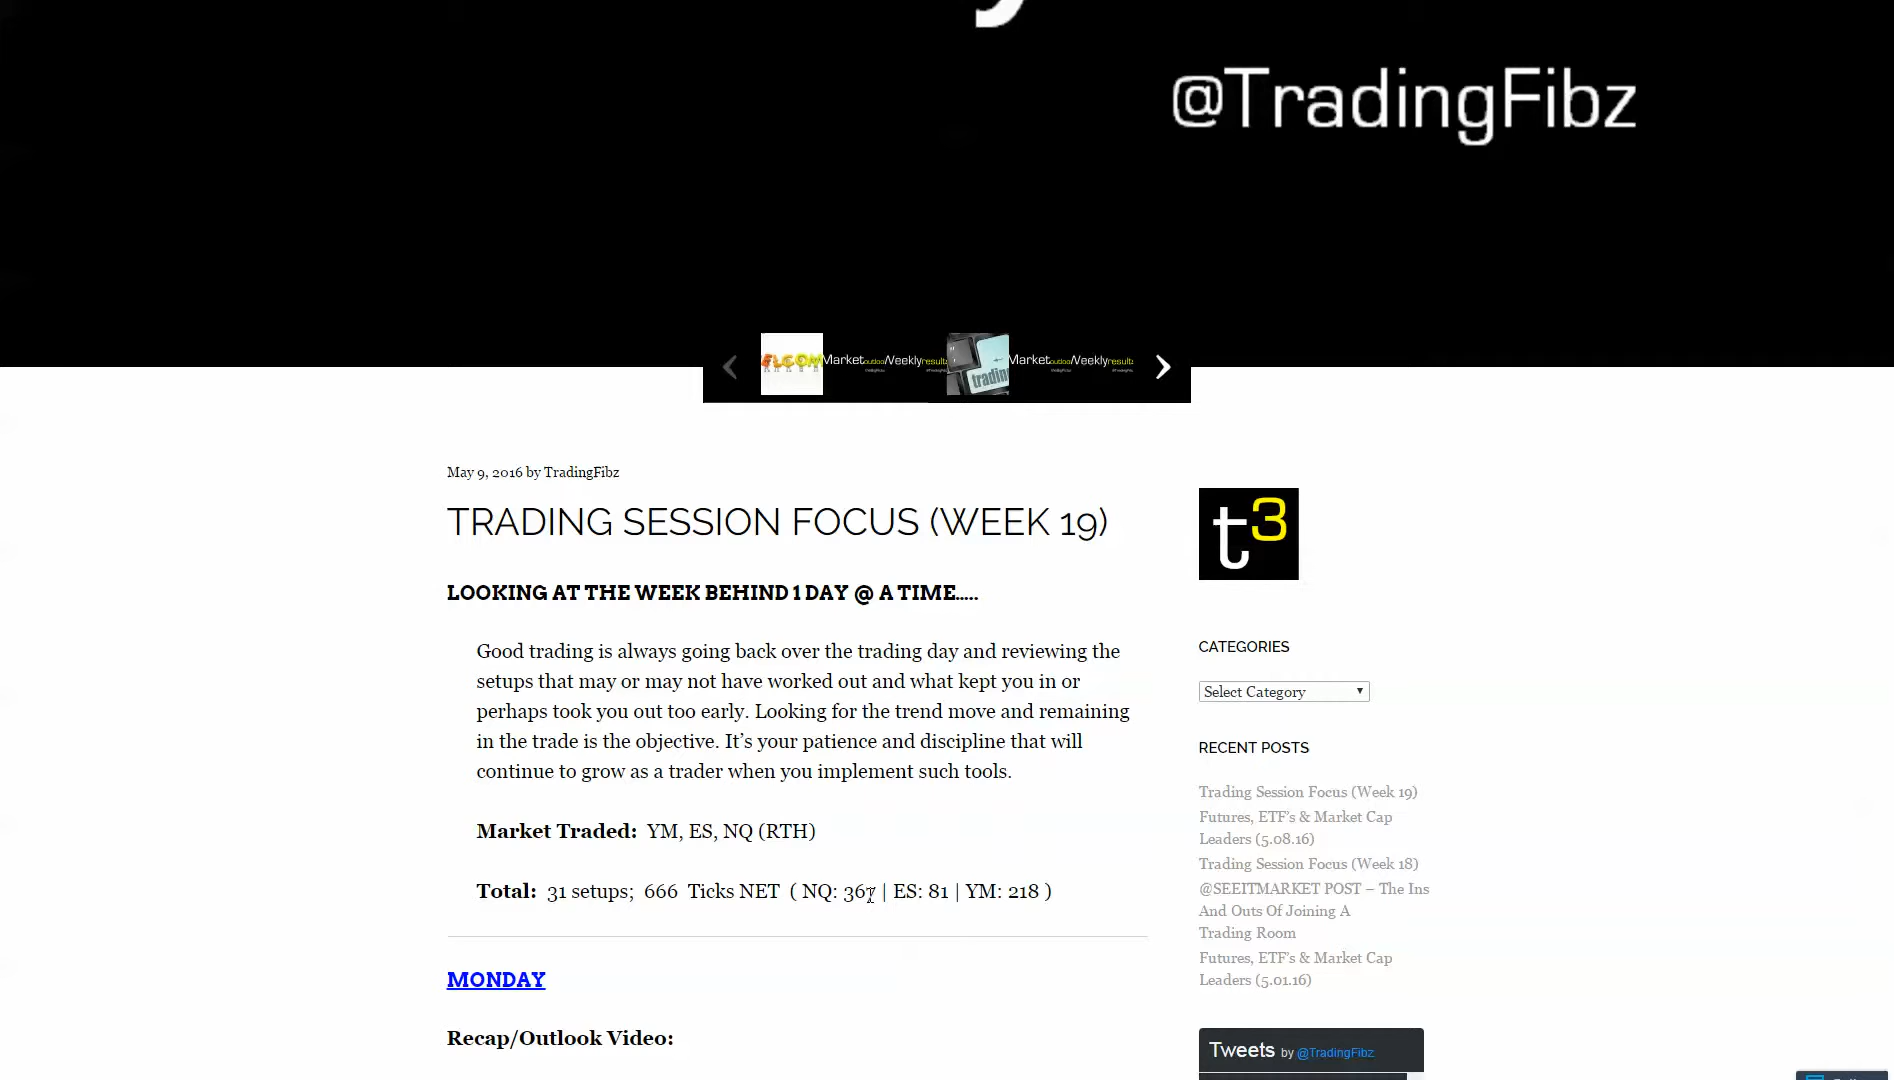 @TradingFibz
Market outlook Weekly results
trading
Market outlook Weekly results
May 9, 2016 by TradingFibz
TRADING SESSION FOCUS (WEEK 19)
LOOKING AT THE WEEK BEHIND 1 DAY @ A TIME.....
Good trading is always going back over the trading day and reviewing the
setups that may or may not have worked out and what kept you in or
perhaps took you out too early. Looking for the trend move and remaining
in the trade is the objective. It’s your patience and discipline that will
continue to grow as a trader when you implement such tools.
Market Traded: YM, ES, NQ (RTH)
Total: 31 setups; 666 Ticks NET ( NQ: 367 | ES: 81 | YM: 218 )
MONDAY
Recap/Outlook Video:
t3
CATEGORIES
Select Category
RECENT POSTS
Trading Session Focus (Week 19)
Futures, ETF’s & Market Cap
Leaders (5.08.16)
Trading Session Focus (Week 18)
@SEEITMARKET POST – The Ins
And Outs Of Joining A
Trading Room
Futures, ETF’s & Market Cap
Leaders (5.01.16)
Tweets by @TradingFibz